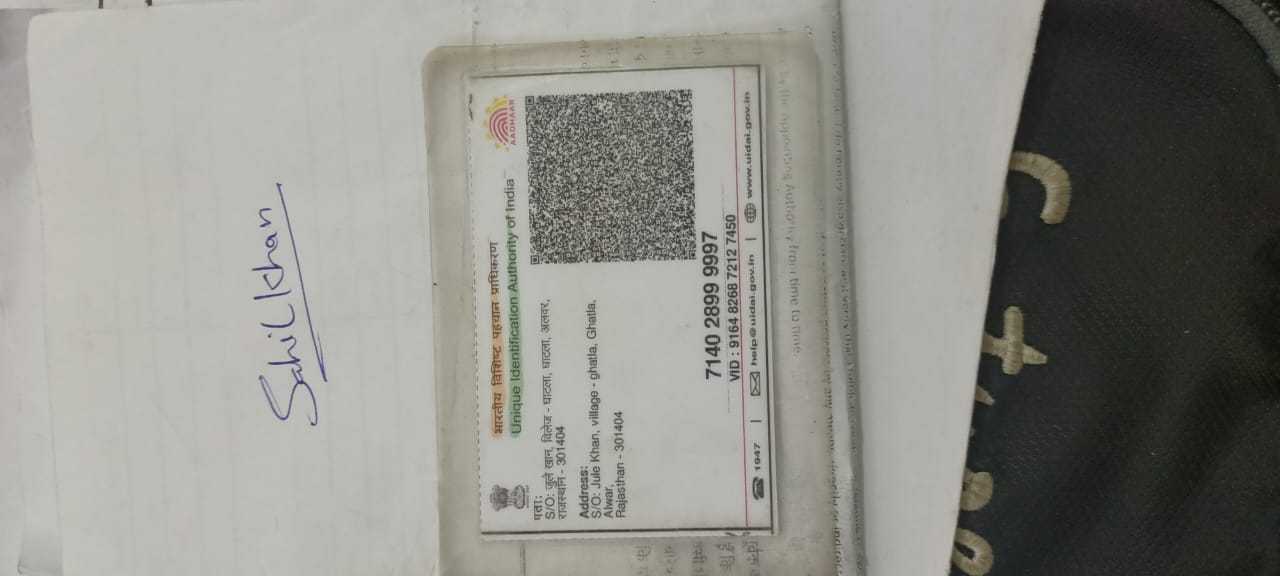 Sahil khan
भारतीय विशिष्ट पहचान प्राधिकरण
Unique Identification Authority of India
AADHAAR
पता:
S/O: जुले खान, विलेज - घाटला, घाटला, अलवर,
राजस्थान - 301404
Address:
S/O: Jule Khan, village - ghatla, Ghatla,
Alwar,
Rajasthan - 301404
7140 2899 9997
VID : 9164 8268 7212 7450
1947 | help@uidai.gov.in | www.uidai.gov.in
by the appointing Authority from time to time.